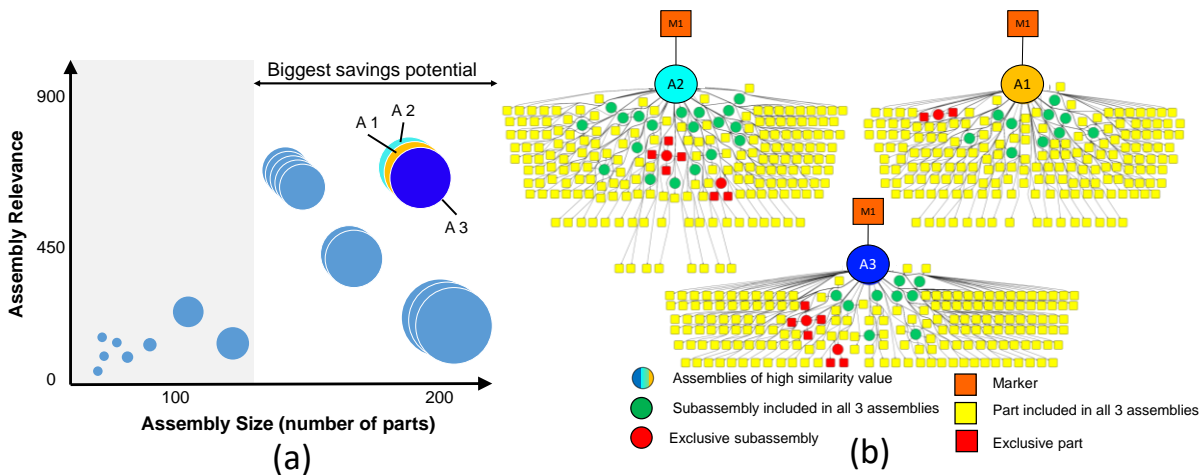 Assembly Relevance
900
450
0
Biggest savings potential
A 2
A 1
A 3
100
200
Assembly Size (number of parts)
(a)
M1
A2
M1
A1
M1
A3
Assemblies of high similarity value
Subassembly included in all 3 assemblies
Exclusive subassembly
Marker
Part included in all 3 assemblies
Exclusive part
(b)